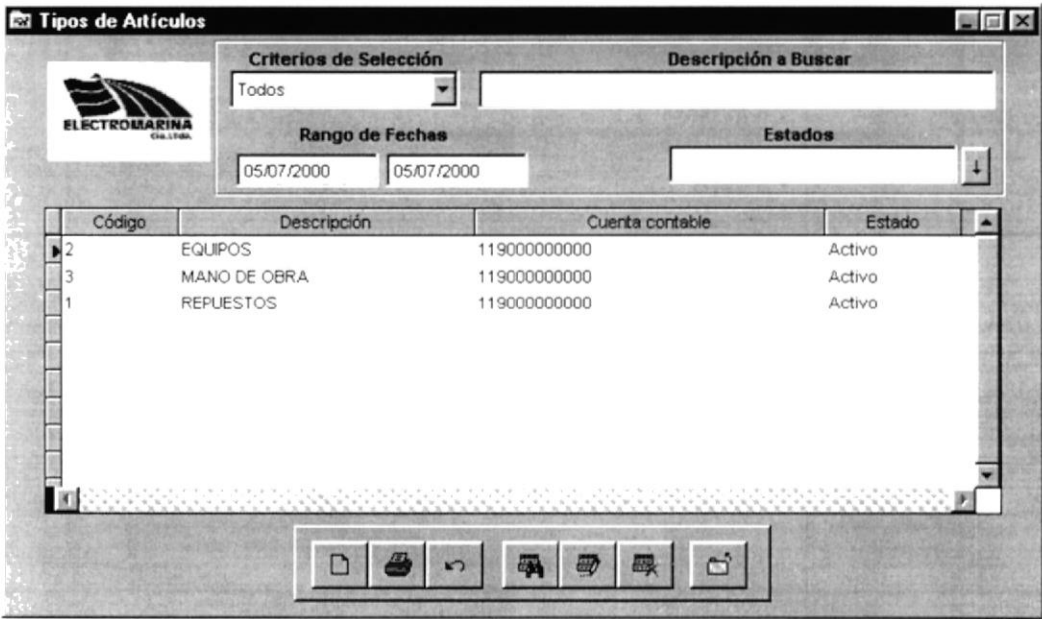 Tipos de Artículos
Criterios de Selección
Descripción a Buscar
Todos
ELECTROMARINA
CIA. LTDA.
Rango de Fechas
Estados
05/07/2000
05/07/2000
Código Descripción Cuenta contable Estado
2 EQUIPOS 119000000000 Activo
3 MANO DE OBRA 119000000000 Activo
1 REPUESTOS 119000000000 Activo